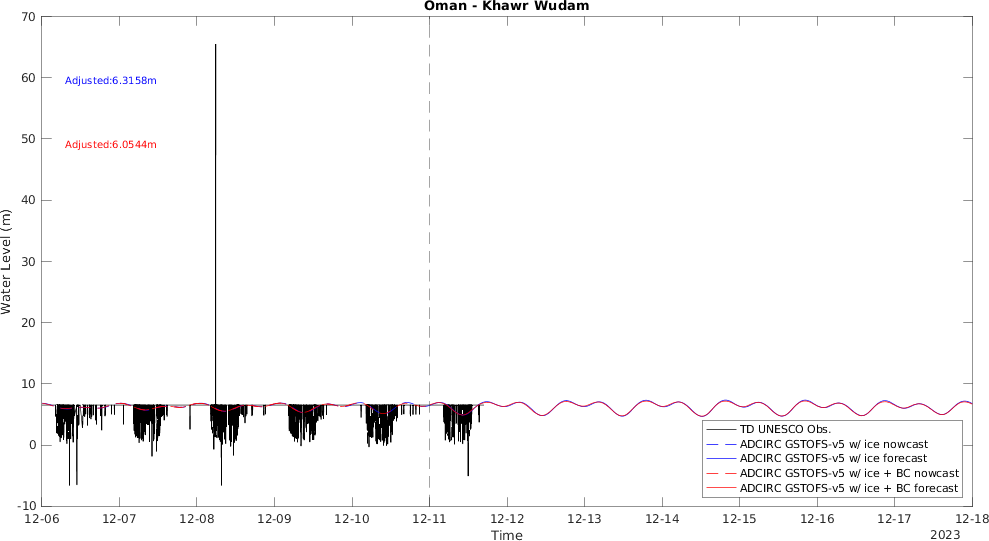 Oman - Khawr Wudam
70
60
50
40
30
20
10
0
-10
Water Level (m)
Adjusted:6.3158m
Adjusted:6.0544m
TD UNESCO Obs.
ADCIRC GSTOFS-v5 w/ ice nowcast
ADCIRC GSTOFS-v5 w/ ice forecast
ADCIRC GSTOFS-v5 w/ ice + BC nowcast
ADCIRC GSTOFS-v5 w/ ice + BC forecast
12-06 12-07 12-08 12-09 12-10 12-11 12-12 12-13 12-14 12-15 12-16 12-17 12-18
Time
2023